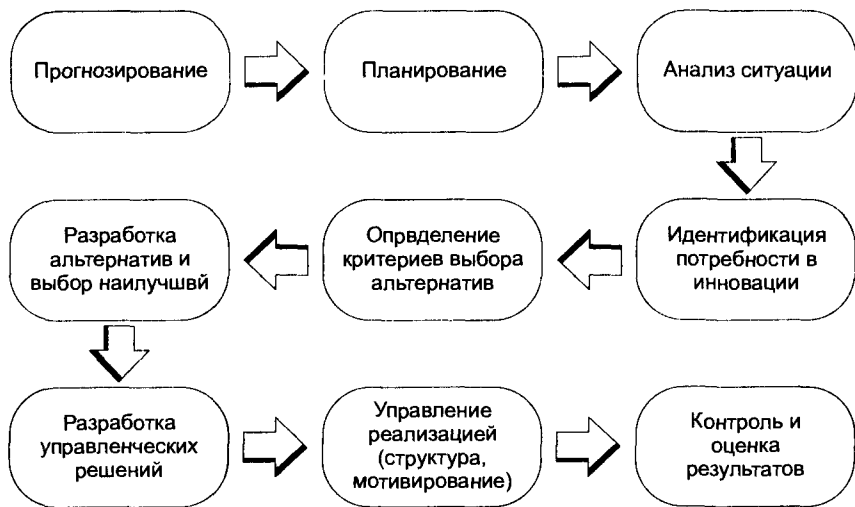 Прогнозирование
Планирование
Анализ ситуации
Идентификация
потребности в
инновации
Опрвделение
критериев выбора
альтернатив
Разработка
альтернатив и
выбор наилучшвй
Разработка
управленческих
решений
Управление
реализацией
(структура,
мотивирование)
Контроль и
оценка
результатов